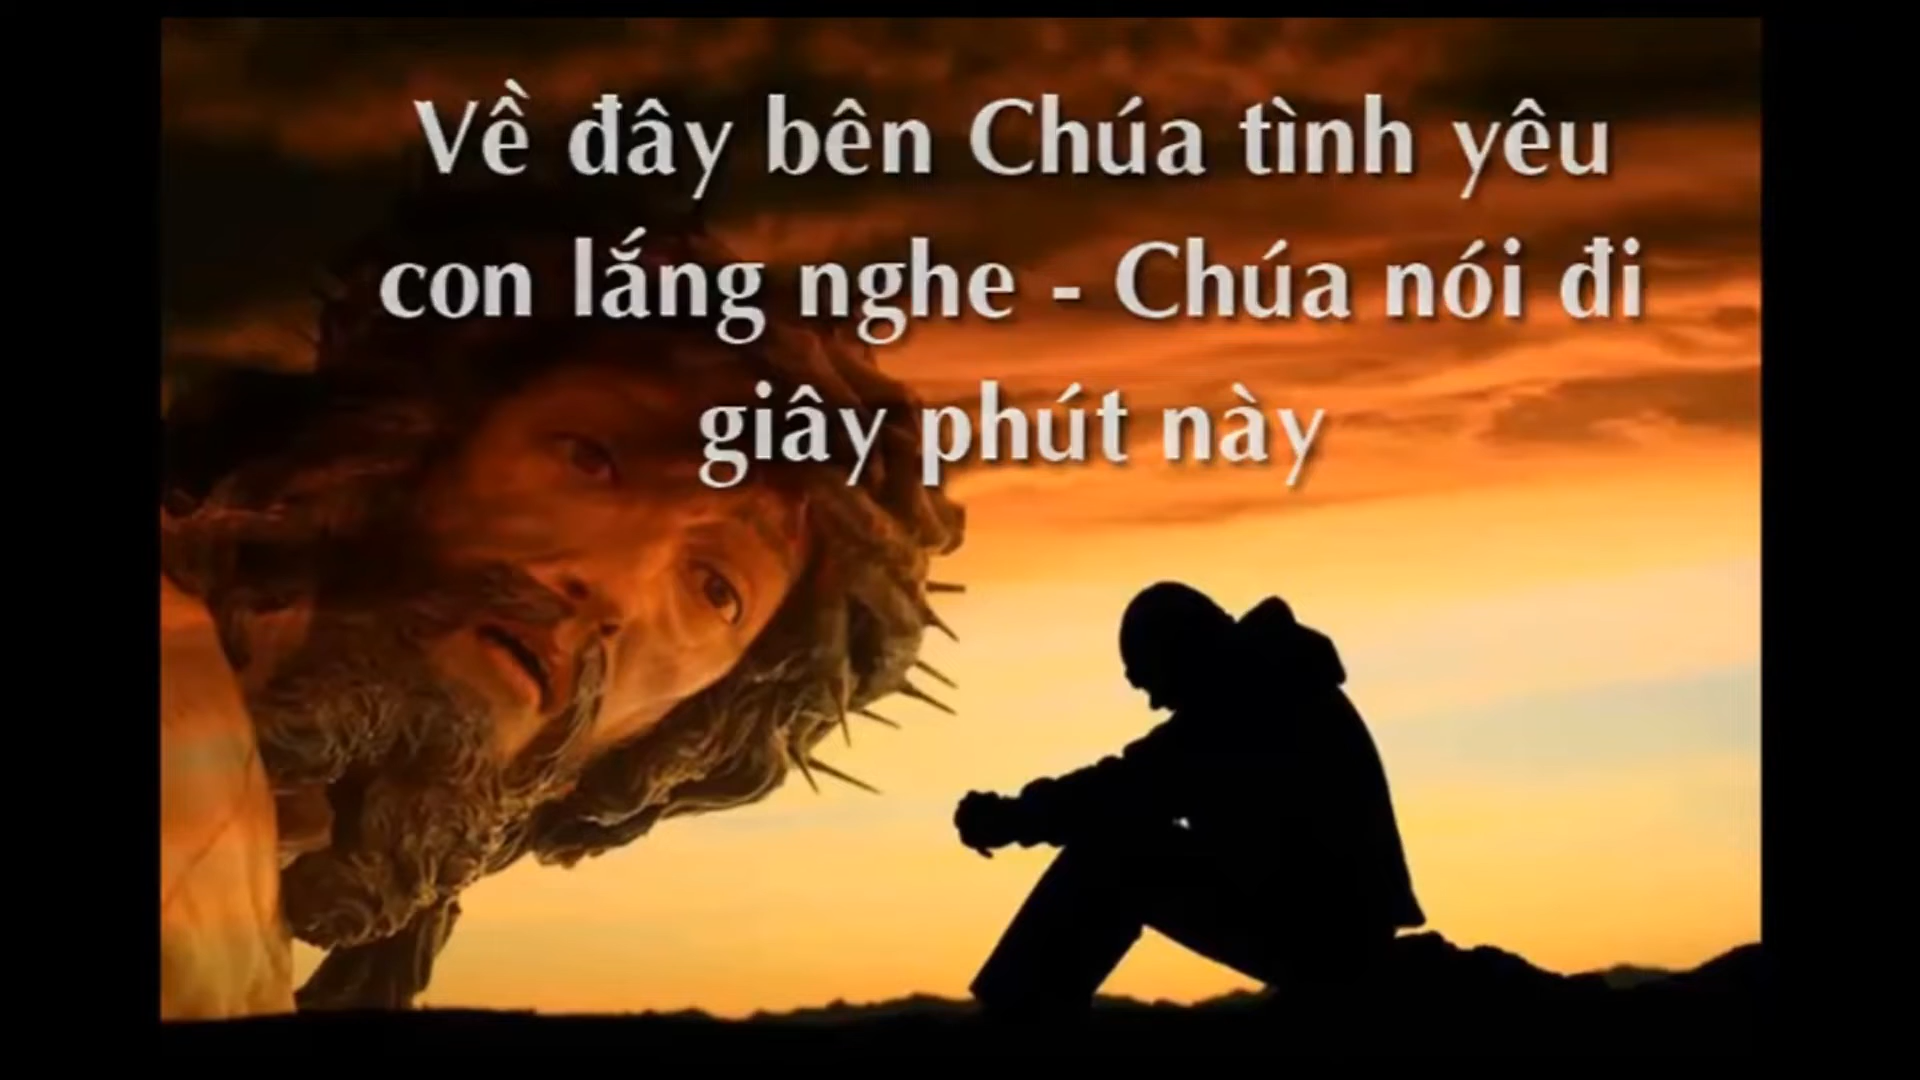 Về đây bên Chúa tình yêu
con lắng nghe - Chúa nói đi
giây phút này